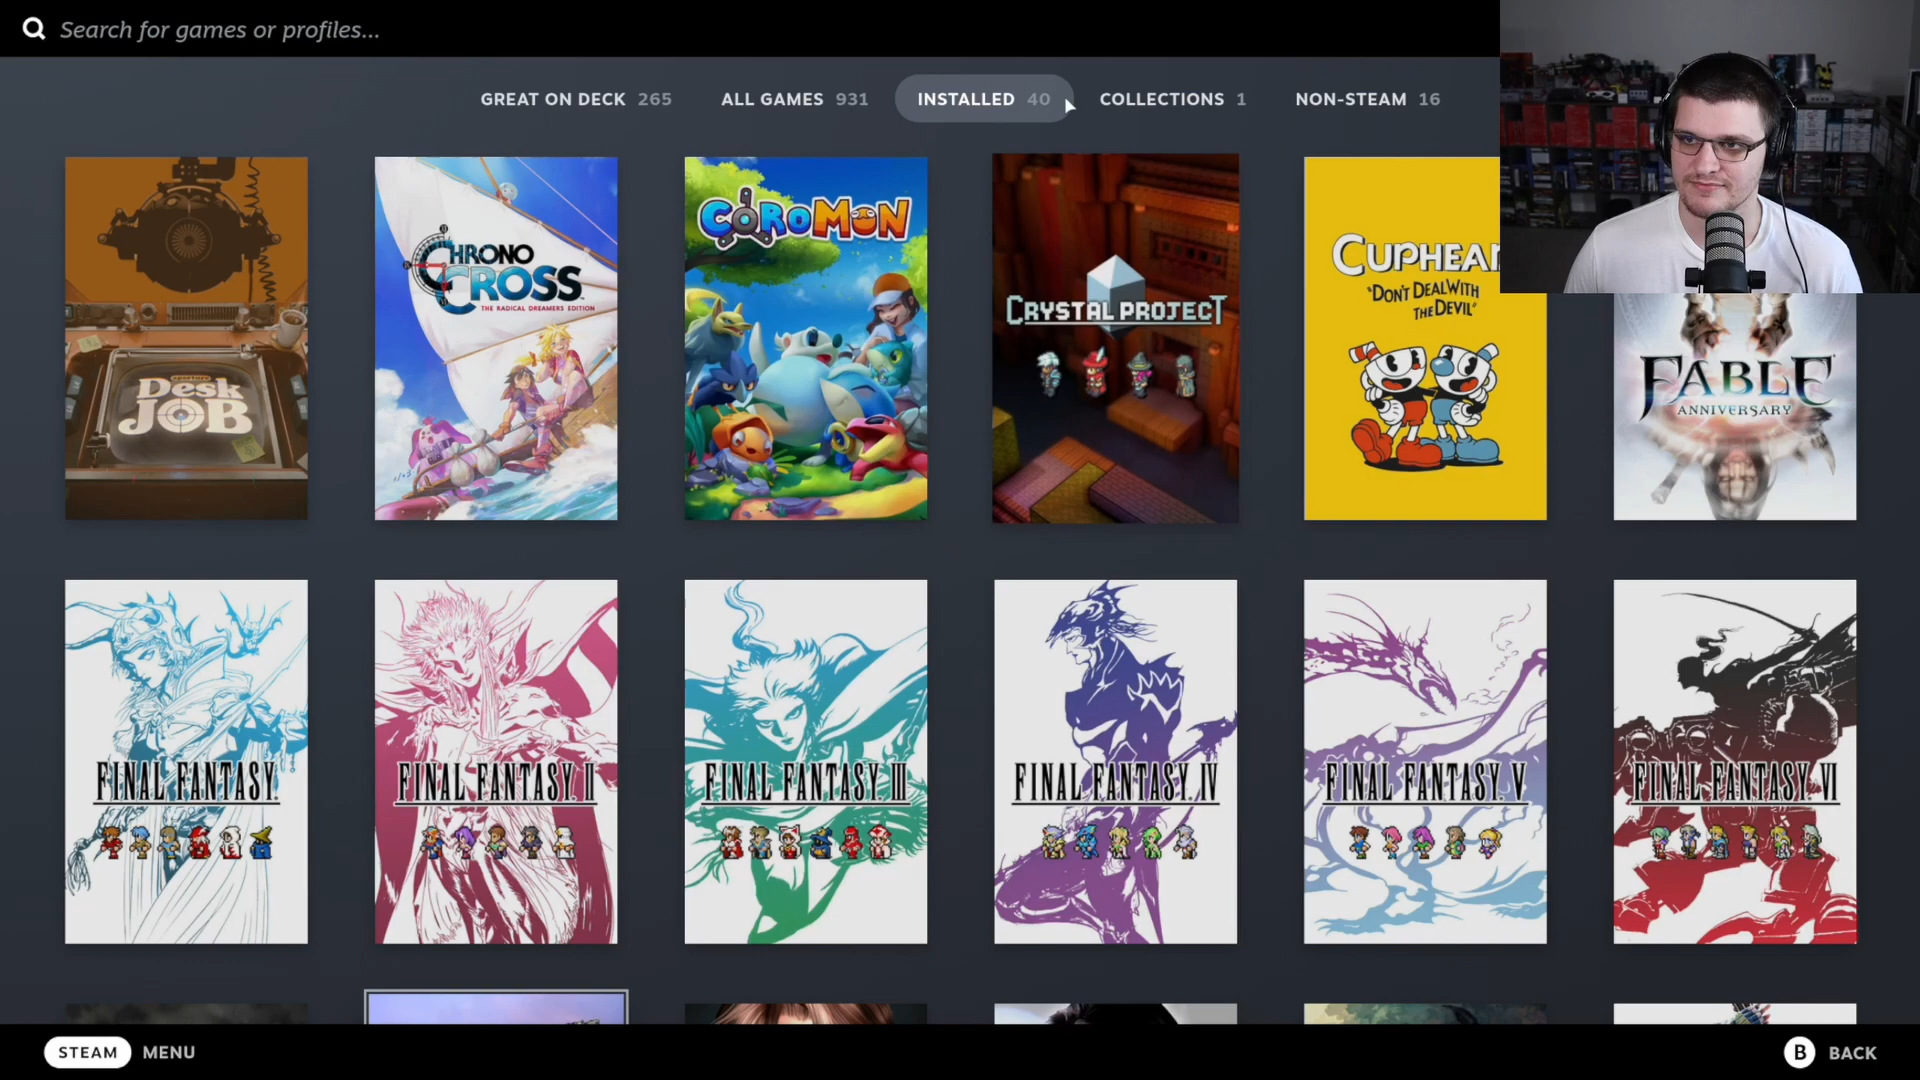 Search for games or profiles...
GREAT ON DECK 265
ALL GAMES 931
INSTALLED 40
COLLECTIONS 1
NON-STEAM 16
aperture
Desk
JOB
CHRONO
CROSS
THE RADICAL DREAMERS EDITION
COROMON
CRYSTAL PROJECT
CUPHEA
"DON'T DEAL WITH
THE DEVIL"
FABLE
ANNIVERSARY
FINAL FANTASY
FINAL FANTASY II
FINAL FANTASY III
FINAL FANTASY IV
FINAL FANTASY V
FINAL FANTASY VI
STEAM MENU
B BACK